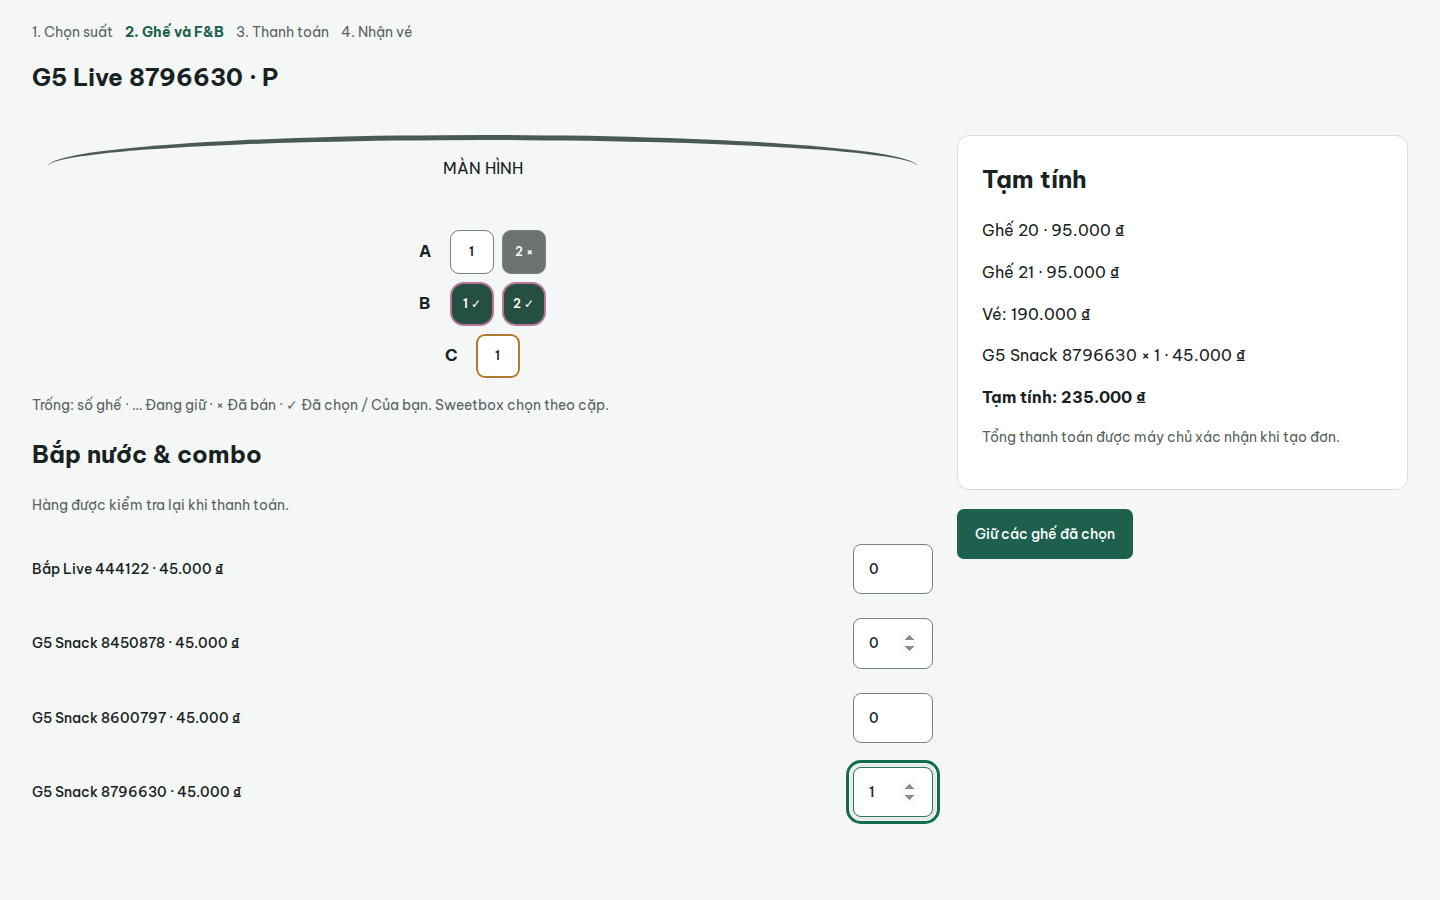 1. Chọn suất 2. Ghế và F&B 3. Thanh toán 4. Nhận vé
G5 Live 8796630 · P
MÀN HÌNH
A 1 2 ×
B 1 ✓ 2 ✓
C 1
Trống: số ghế · ... Đang giữ · × Đã bán · ✓ Đã chọn / Của bạn. Sweetbox chọn theo cặp.
Bắp nước & combo
Hàng được kiểm tra lại khi thanh toán.
Bắp Live 444122 · 45.000 ₫ 0
G5 Snack 8450878 · 45.000 ₫ 0
G5 Snack 8600797 · 45.000 ₫ 0
G5 Snack 8796630 · 45.000 ₫ 1
Tạm tính
Ghế 20 · 95.000 ₫
Ghế 21 · 95.000 ₫
Vé: 190.000 ₫
G5 Snack 8796630 × 1 · 45.000 ₫
Tạm tính: 235.000 ₫
Tổng thanh toán được máy chủ xác nhận khi tạo đơn.
Giữ các ghế đã chọn